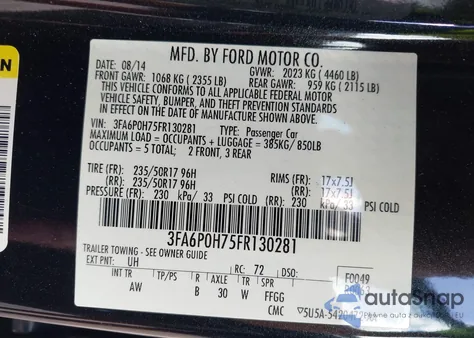 MFD. BY FORD MOTOR CO.
DATE: 08/14 GVWR: 2023 KG ( 4460 LB)
FRONT GAWR: 1068 KG ( 2355 LB) REAR GAWR: 959 KG ( 2115 LB)
THIS VEHICLE CONFORMS TO ALL APPLICABLE FEDERAL MOTOR
VEHICLE SAFETY, BUMPER, AND THEFT PREVENTION STANDARDS
IN EFFECT ON THE DATE OF MANUFACTURE SHOWN ABOVE.
VIN: 3FA6P0H75FR130281 TYPE: Passenger Car
MAXIMUM LOAD = OCCUPANTS + LUGGAGE = 385KG/ 850LB
OCCUPANTS = 5 TOTAL: 2 FRONT, 3 REAR
TIRE (FR): 235/50R17 96H RIMS (FR): 17x7.5J
(RR): 235/50R17 96H (RR): 17x7.5J
PRESSURE (FR): 230 kPa/ 33 PSI COLD (RR): 230 kPa/ 33 PSI COLD
3FA6P0H75FR130281
TRAILER TOWING - SEE OWNER GUIDE
EXT PNT: UH RC: 72 DSO: F0049
INT TR TP/PS R AXLE TR SPR
AW B 30 W FFGG
CMC
autoSnap